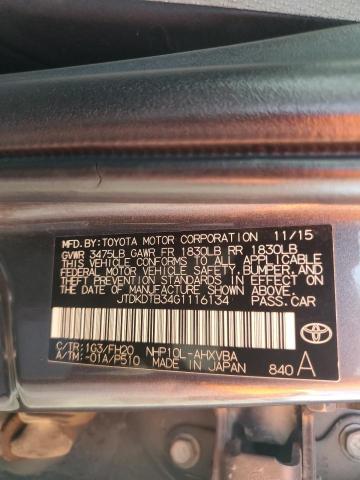 MFD.BY:TOYOTA MOTOR CORPORATION 11/15
GVWR 3475LB GAWR FR 1830LB RR 1830LB
THIS VEHICLE CONFORMS TO ALL APPLICABLE
FEDERAL MOTOR VEHICLE SAFETY, BUMPER, AND
THEFT PREVENTION STANDARDS IN EFFECT ON
THE DATE OF MANUFACTURE SHOWN ABOVE.
JTDKDTB34G1116134 PASS.CAR
C/TR:1G3/FH20 NHP10L-AHXVBA
A/TM:-01A/P510 MADE IN JAPAN 840 A
TOYOTA